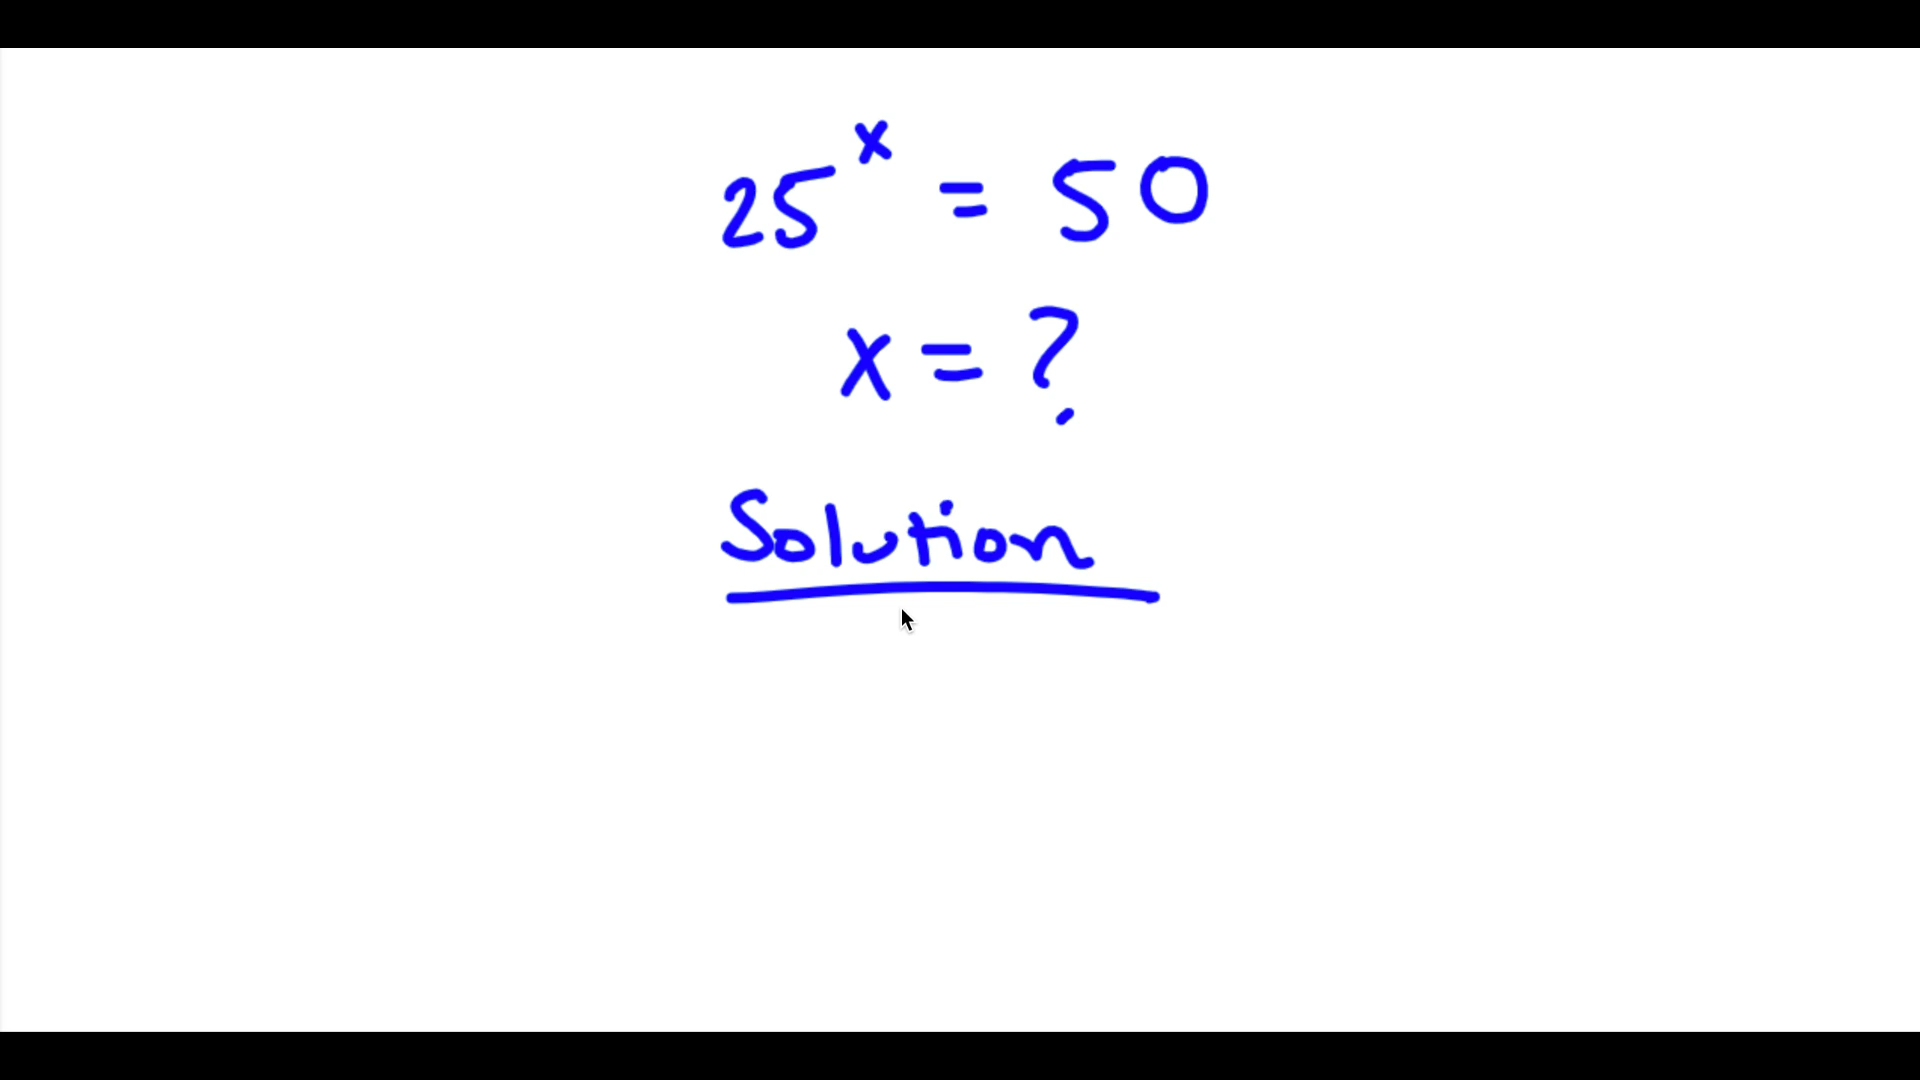 25^x = 50
x = ?
Solution